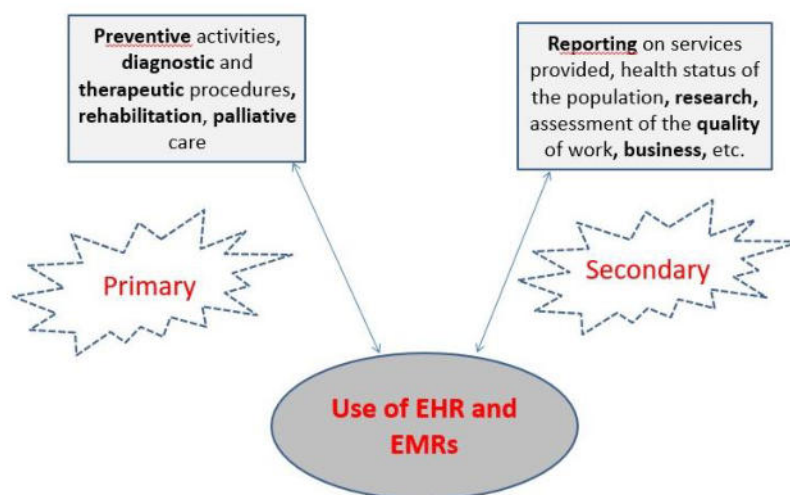 Preventive activities,
diagnostic and
therapeutic procedures,
rehabilitation, palliative
care
Reporting on services
provided, health status of
the population, research,
assessment of the quality
of work, business, etc.
Primary
Secondary
Use of EHR and
EMRs